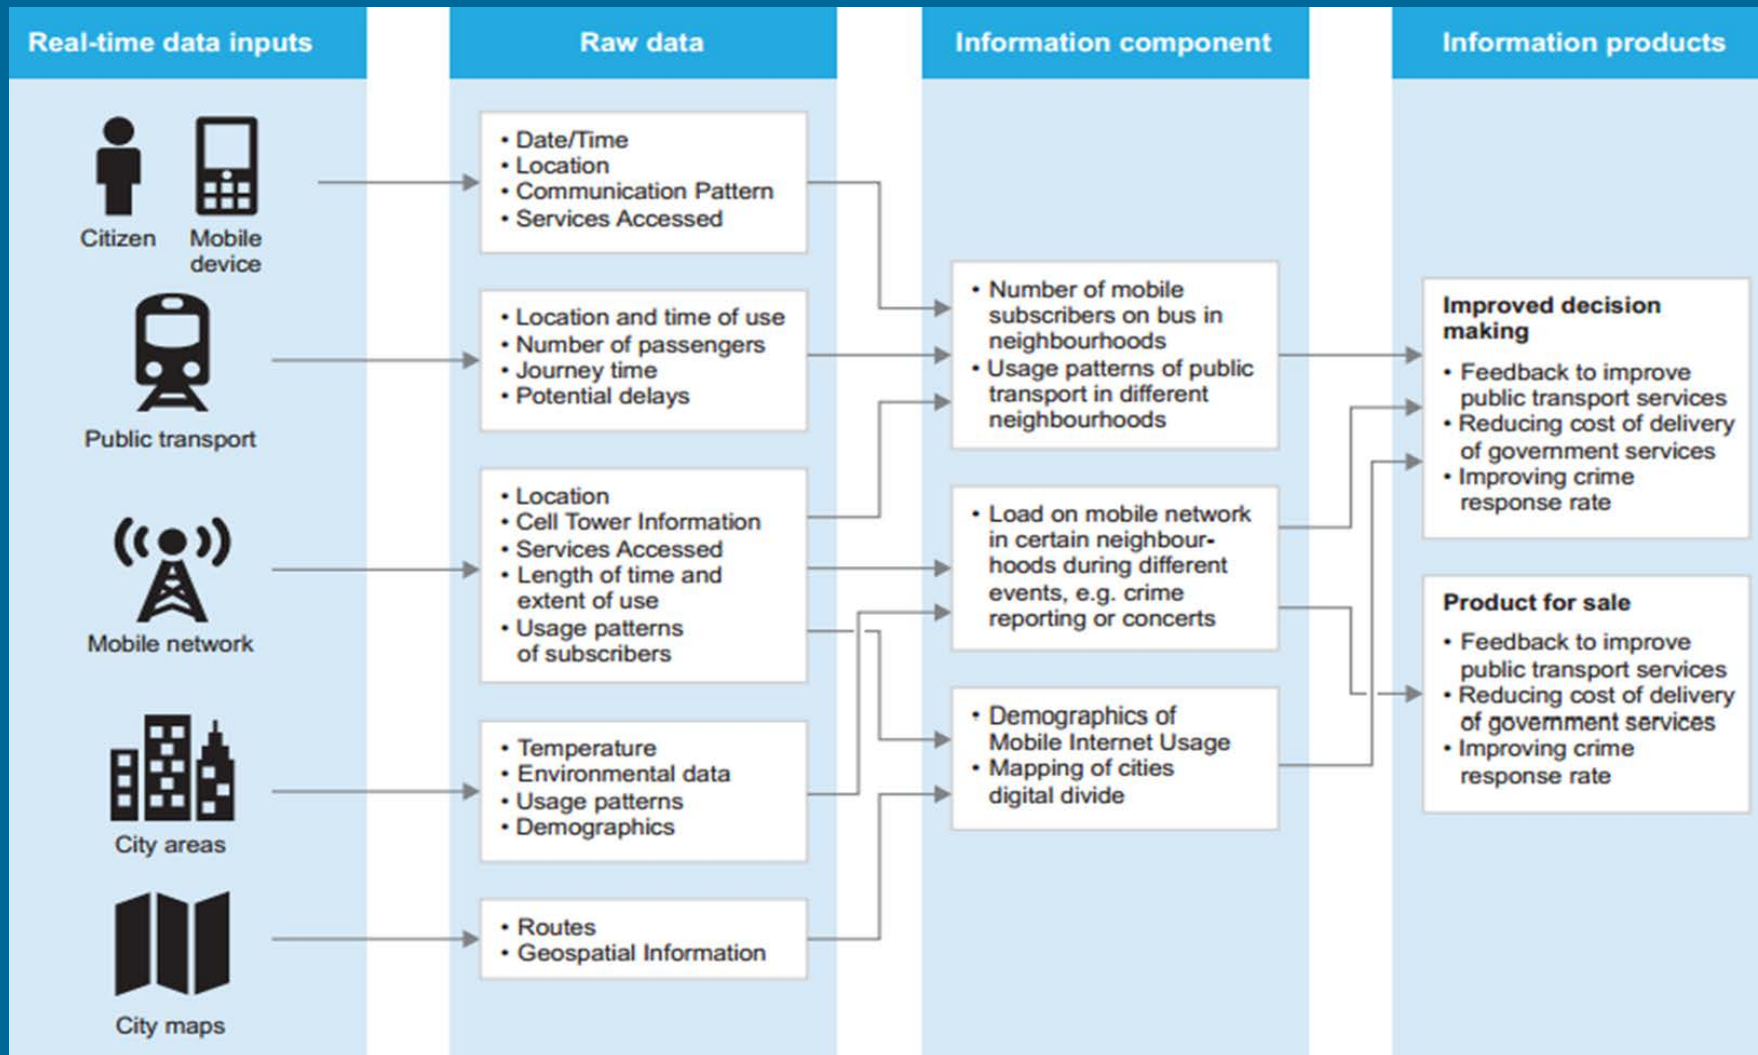 Real-time data inputs
Raw data
Information component
Information products
Citizen
Mobile
device
Public transport
Mobile network
City areas
City maps
• Date/Time
• Location
• Communication Pattern
• Services Accessed
• Location and time of use
• Number of passengers
• Journey time
• Potential delays
• Location
• Cell Tower Information
• Services Accessed
• Length of time and
extent of use
• Usage patterns
of subscribers
• Temperature
• Environmental data
• Usage patterns
• Demographics
• Routes
• Geospatial Information
• Number of mobile
subscribers on bus in
neighbourhoods
• Usage patterns of public
transport in different
neighbourhoods
• Load on mobile network
in certain neighbour-
hoods during different
events, e.g. crime
reporting or concerts
• Demographics of
Mobile Internet Usage
• Mapping of cities
digital divide
Improved decision
making
• Feedback to improve
public transport services
• Reducing cost of delivery
of government services
• Improving crime
response rate
Product for sale
• Feedback to improve
public transport services
• Reducing cost of delivery
of government services
• Improving crime
response rate